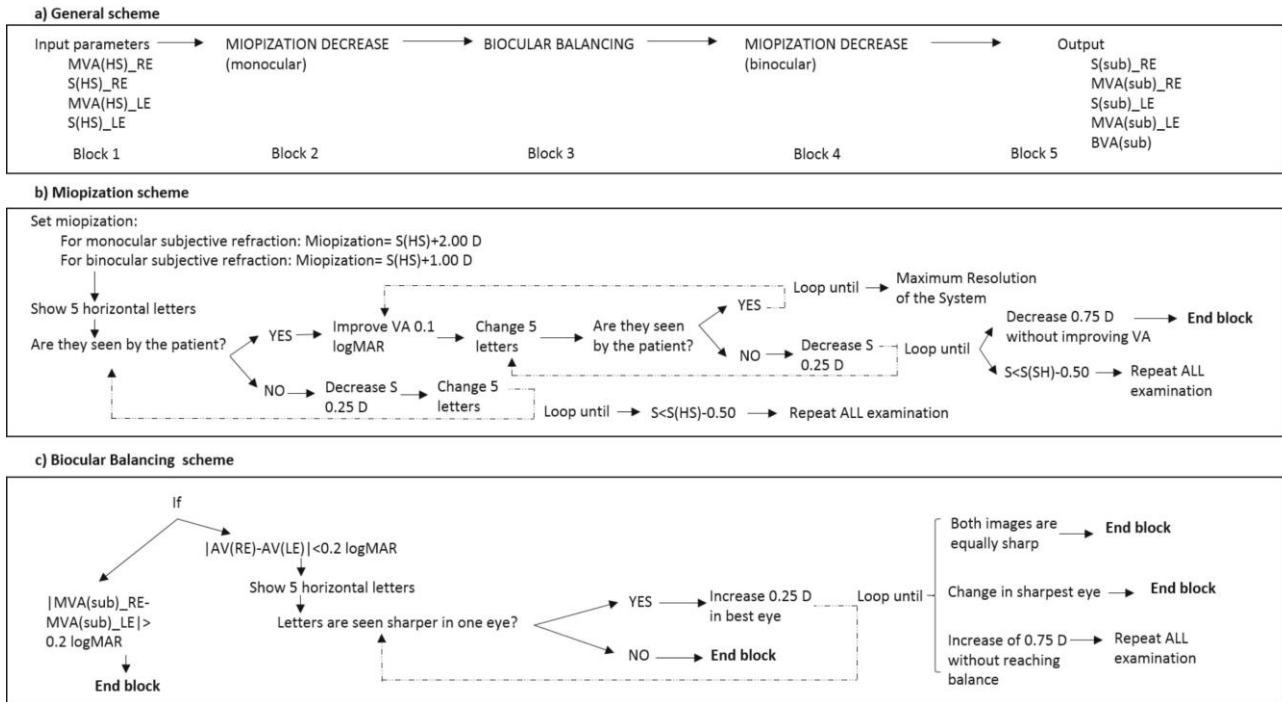 a) General scheme
Input parameters
MVA(HS)_RE
S(HS)_RE
MVA(HS)_LE
S(HS)_LE
Block 1
MIOPIZATION DECREASE
(monocular)
Block 2
BIOCULAR BALANCING
Block 3
MIOPIZATION DECREASE
(binocular)
Block 4
Output
S(sub)_RE
MVA(sub)_RE
S(sub)_LE
MVA(sub)_LE
BVA(sub)
Block 5
b) Miopization scheme
Set miopization:
For monocular subjective refraction: Miopization= S(HS)+2.00 D
For binocular subjective refraction: Miopization= S(HS)+1.00 D
Show 5 horizontal letters
Are they seen by the patient?
YES
Improve VA 0.1
logMAR
Change 5
letters
Are they seen
by the patient?
YES
Loop until
Maximum Resolution
of the System
NO
Decrease S
0.25 D
Loop until
Decrease 0.75 D
without improving VA
End block
S<S(SH)-0.50
Repeat ALL
examination
NO
Decrease S
0.25 D
Change 5
letters
Loop until
S<S(HS)-0.50
Repeat ALL examination
c) Biocular Balancing scheme
If
|MVA(sub)_RE-
MVA(sub)_LE|>
0.2 logMAR
End block
|AV(RE)-AV(LE)|<0.2 logMAR
Show 5 horizontal letters
Letters are seen sharper in one eye?
YES
Increase 0.25 D
in best eye
NO
End block
Loop until
Both images are
equally sharp
End block
Change in sharpest eye
End block
Increase of 0.75 D
without reaching
balance
Repeat ALL
examination